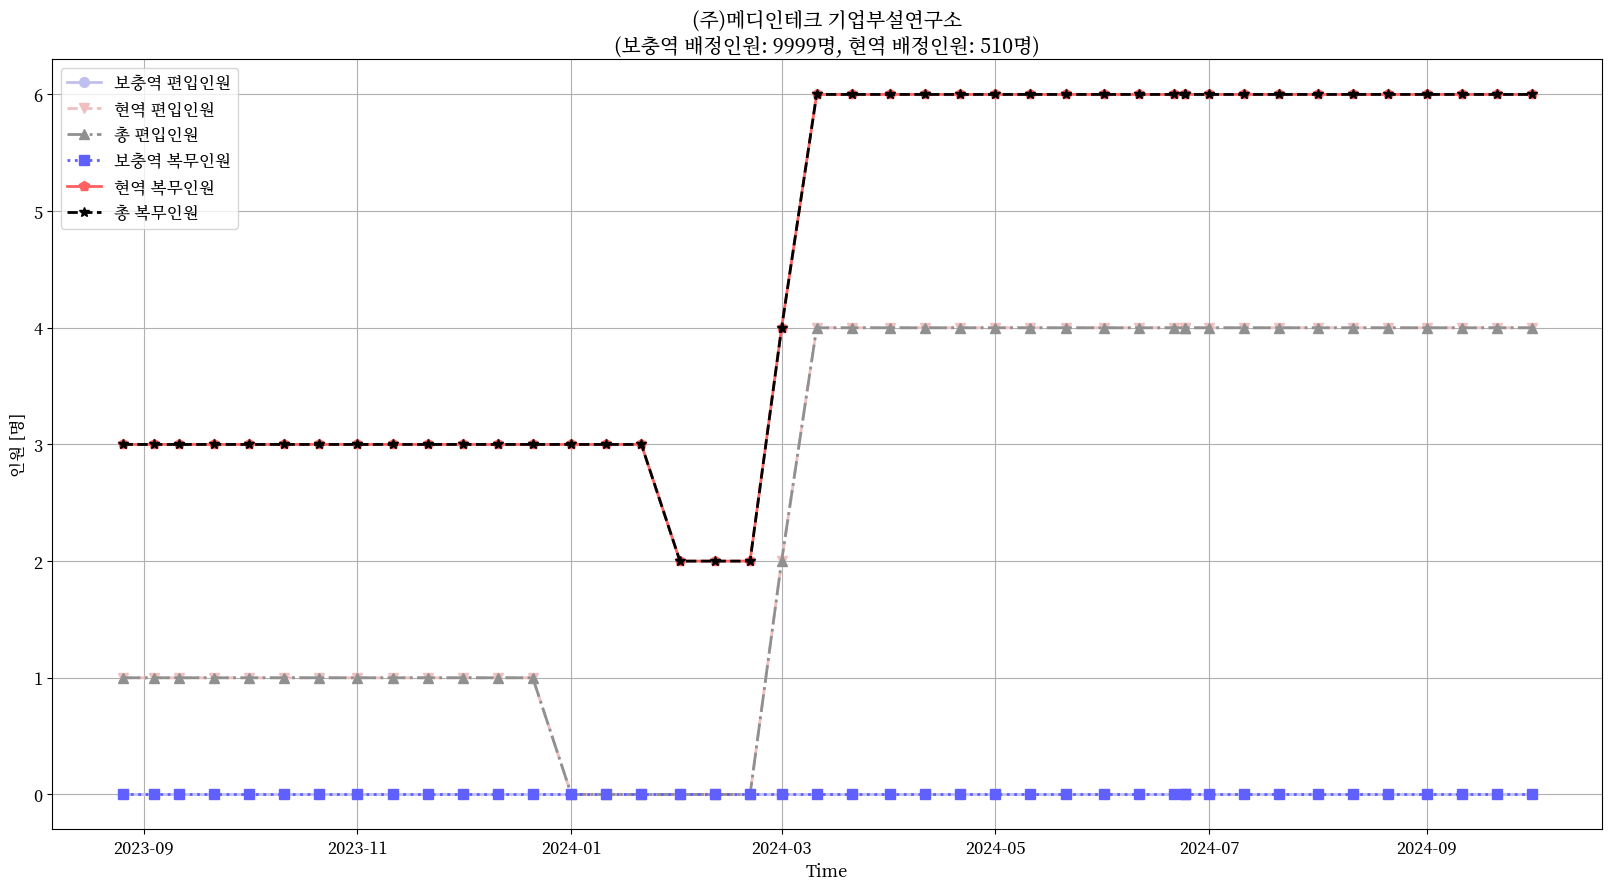 (주)메디인테크 기업부설연구소
(보충역 배정인원: 9999명, 현역 배정인원: 510명)
보충역 편입인원
현역 편입인원
총 편입인원
보충역 복무인원
현역 복무인원
총 복무인원
인원 [명]
6
5
4
3
2
1
0
2023-09
2023-11
2024-01
2024-03
2024-05
2024-07
2024-09
Time